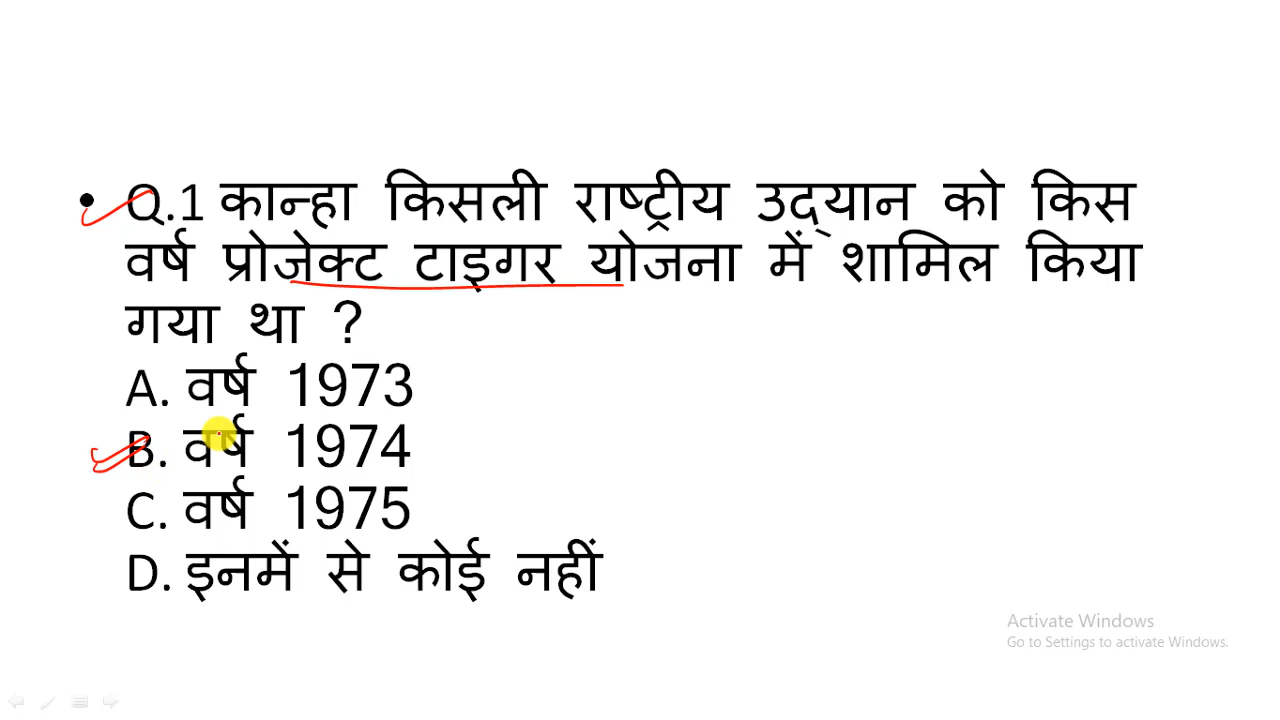 • Q.1 कान्हा किसली राष्ट्रीय उद्यान को किस
वर्ष प्रोजेक्ट टाइगर योजना में शामिल किया
गया था ?
A. वर्ष 1973
B. वर्ष 1974
C. वर्ष 1975
D. इनमें से कोई नहीं
Activate Windows
Go to Settings to activate Windows.